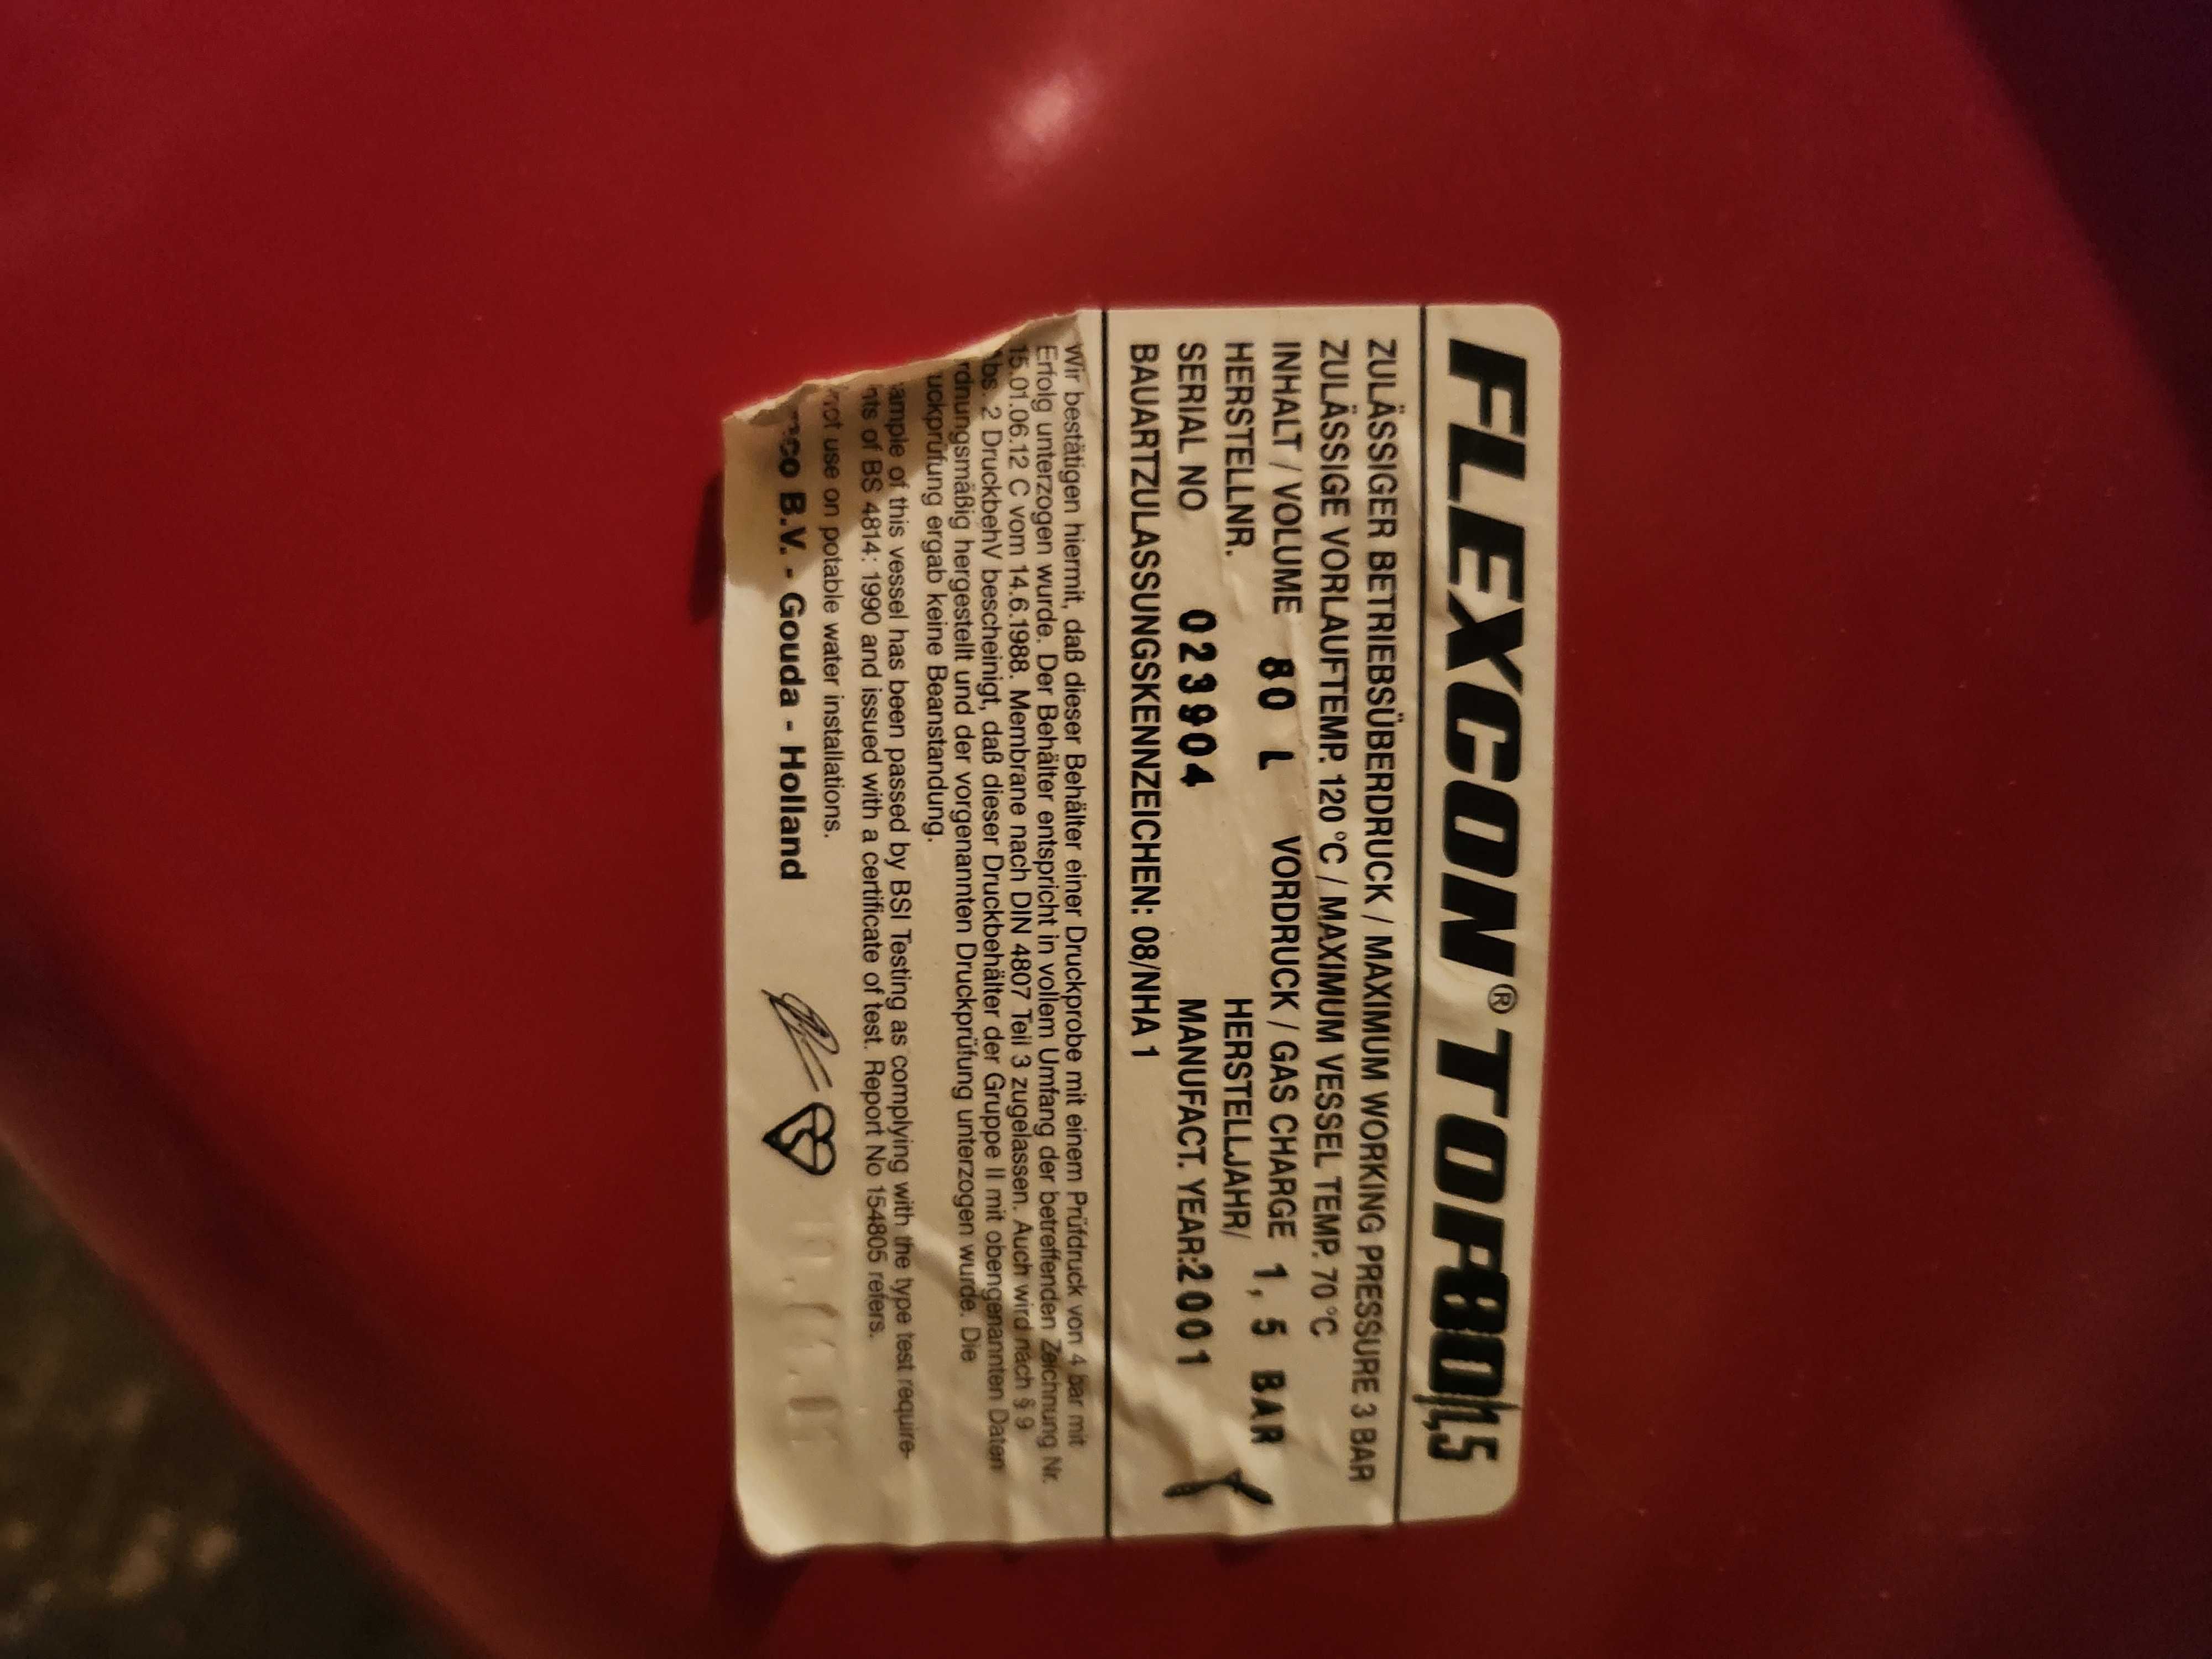 FLEXCON® TOP 80/1,5
ZULÄSSIGER BETRIEBSÜBERDRUCK / MAXIMUM WORKING PRESSURE 3 BAR
ZULÄSSIGE VORLAUFTEMP. 120 °C / MAXIMUM VESSEL TEMP. 70 °C
INHALT / VOLUME 80 L VORDRUCK / GAS CHARGE 1,5 BAR
HERSTELLNR. HERSTELLJAHR/
SERIAL NO 023904 MANUFACT. YEAR: 2001
BAUARTZULASSUNGSKENNZEICHEN: 08/NHA 1
Wir bestätigen hiermit, daß dieser Behälter einer Druckprobe mit einem Prüfdruck von 4 bar mit
Erfolg unterzogen wurde. Der Behälter entspricht in vollem Umfang der betreffenden Zeichnung Nr.
15.01.06.12 C vom 14.6.1988. Membrane nach DIN 4807 Teil 3 zugelassen. Auch wird nach § 9
Abs. 2 DruckbehV bescheinigt, daß dieser Druckbehälter der Gruppe II mit obengenannten Daten
rdnungsmäßig hergestellt und der vorgenannten Druckprüfung unterzogen wurde. Die
uckprüfung ergab keine Beanstandung.
ample of this vessel has been passed by BSI Testing as complying with the type test require-
nts of BS 4814: 1990 and issued with a certificate of test. Report No 154805 refers.
not use on potable water installations.
co B.V. - Gouda - Holland